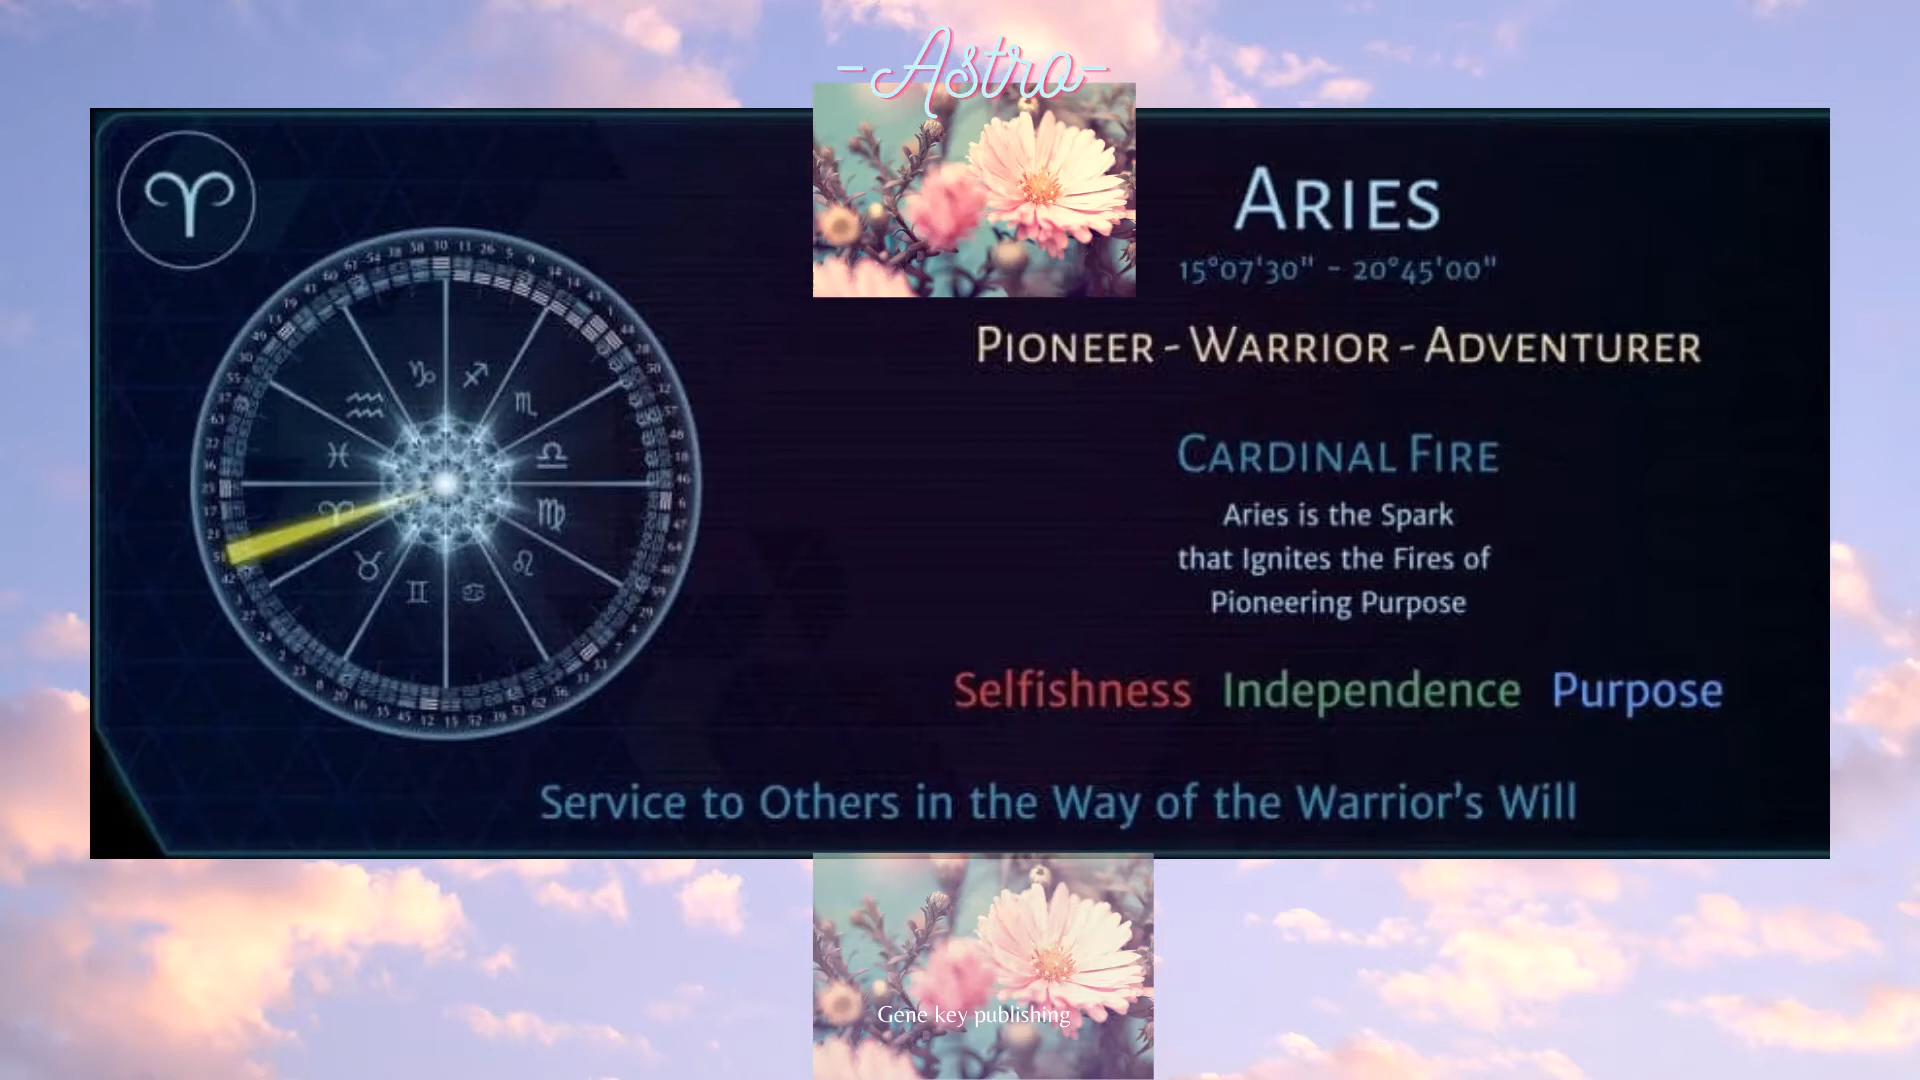 -Astro-
ARIES
15°07'30" - 20°45'00"
PIONEER - WARRIOR - ADVENTURER
CARDINAL FIRE
Aries is the Spark
that Ignites the Fires of
Pioneering Purpose
Selfishness Independence Purpose
Service to Others in the Way of the Warrior's Will
Gene key publishing